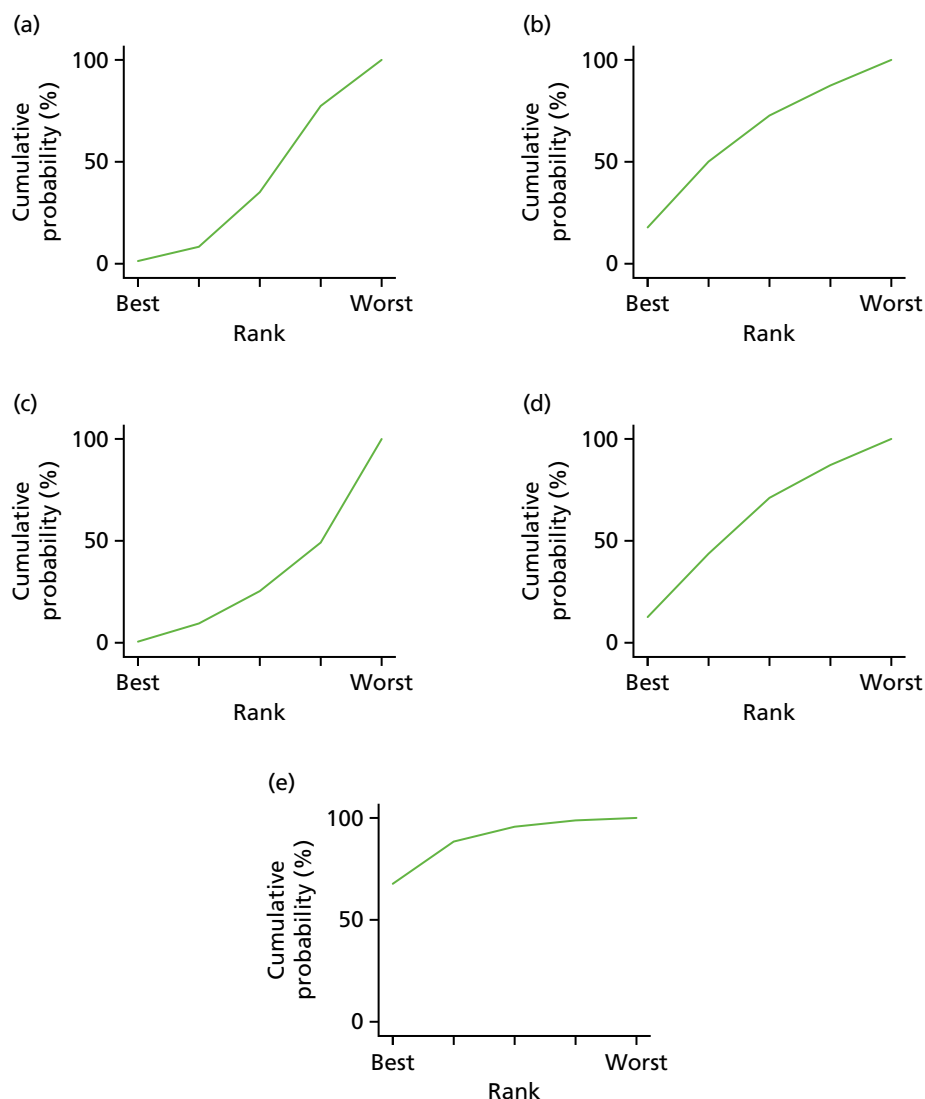 (a)
100
50
0
Cumulative
probability (%)
Best
Worst
Rank
(b)
100
50
0
Cumulative
probability (%)
Best
Worst
Rank
(c)
100
50
0
Cumulative
probability (%)
Best
Worst
Rank
(d)
100
50
0
Cumulative
probability (%)
Best
Worst
Rank
(e)
100
50
0
Cumulative
probability (%)
Best
Worst
Rank